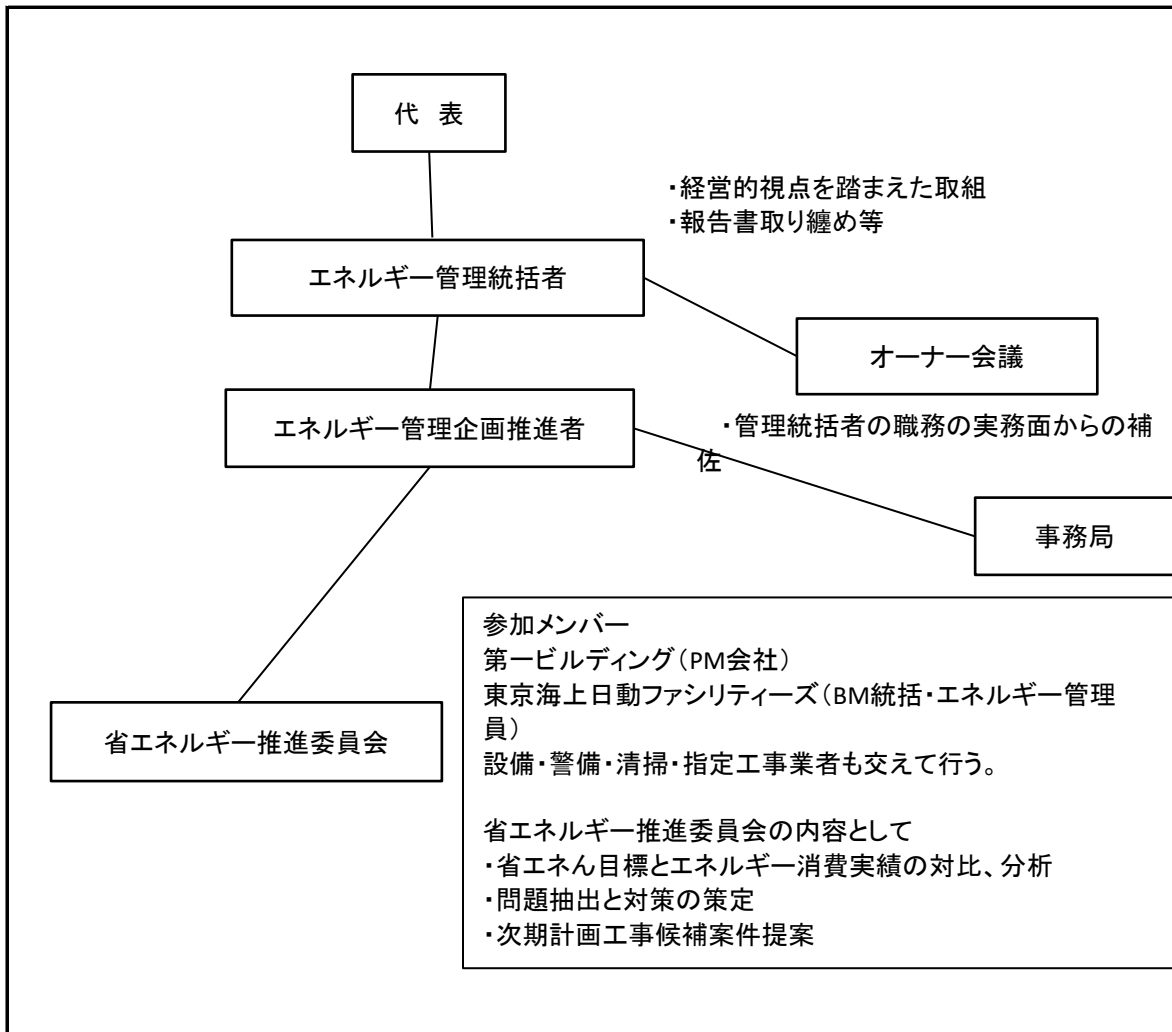 代 表
・経営的視点を踏まえた取組
・報告書取り纏め等
エネルギー管理統括者
オーナー会議
エネルギー管理企画推進者
・管理統括者の職務の実務面からの補
佐
事務局
参加メンバー
第一ビルディング（PM会社）
東京海上日動ファシリティーズ（BM統括・エネルギー管理
員）
設備・警備・清掃・指定工事業者も交えて行う。
省エネルギー推進委員会
省エネルギー推進委員会の内容として
・省エネん目標とエネルギー消費実績の対比、分析
・問題抽出と対策の策定
・次期計画工事候補案件提案